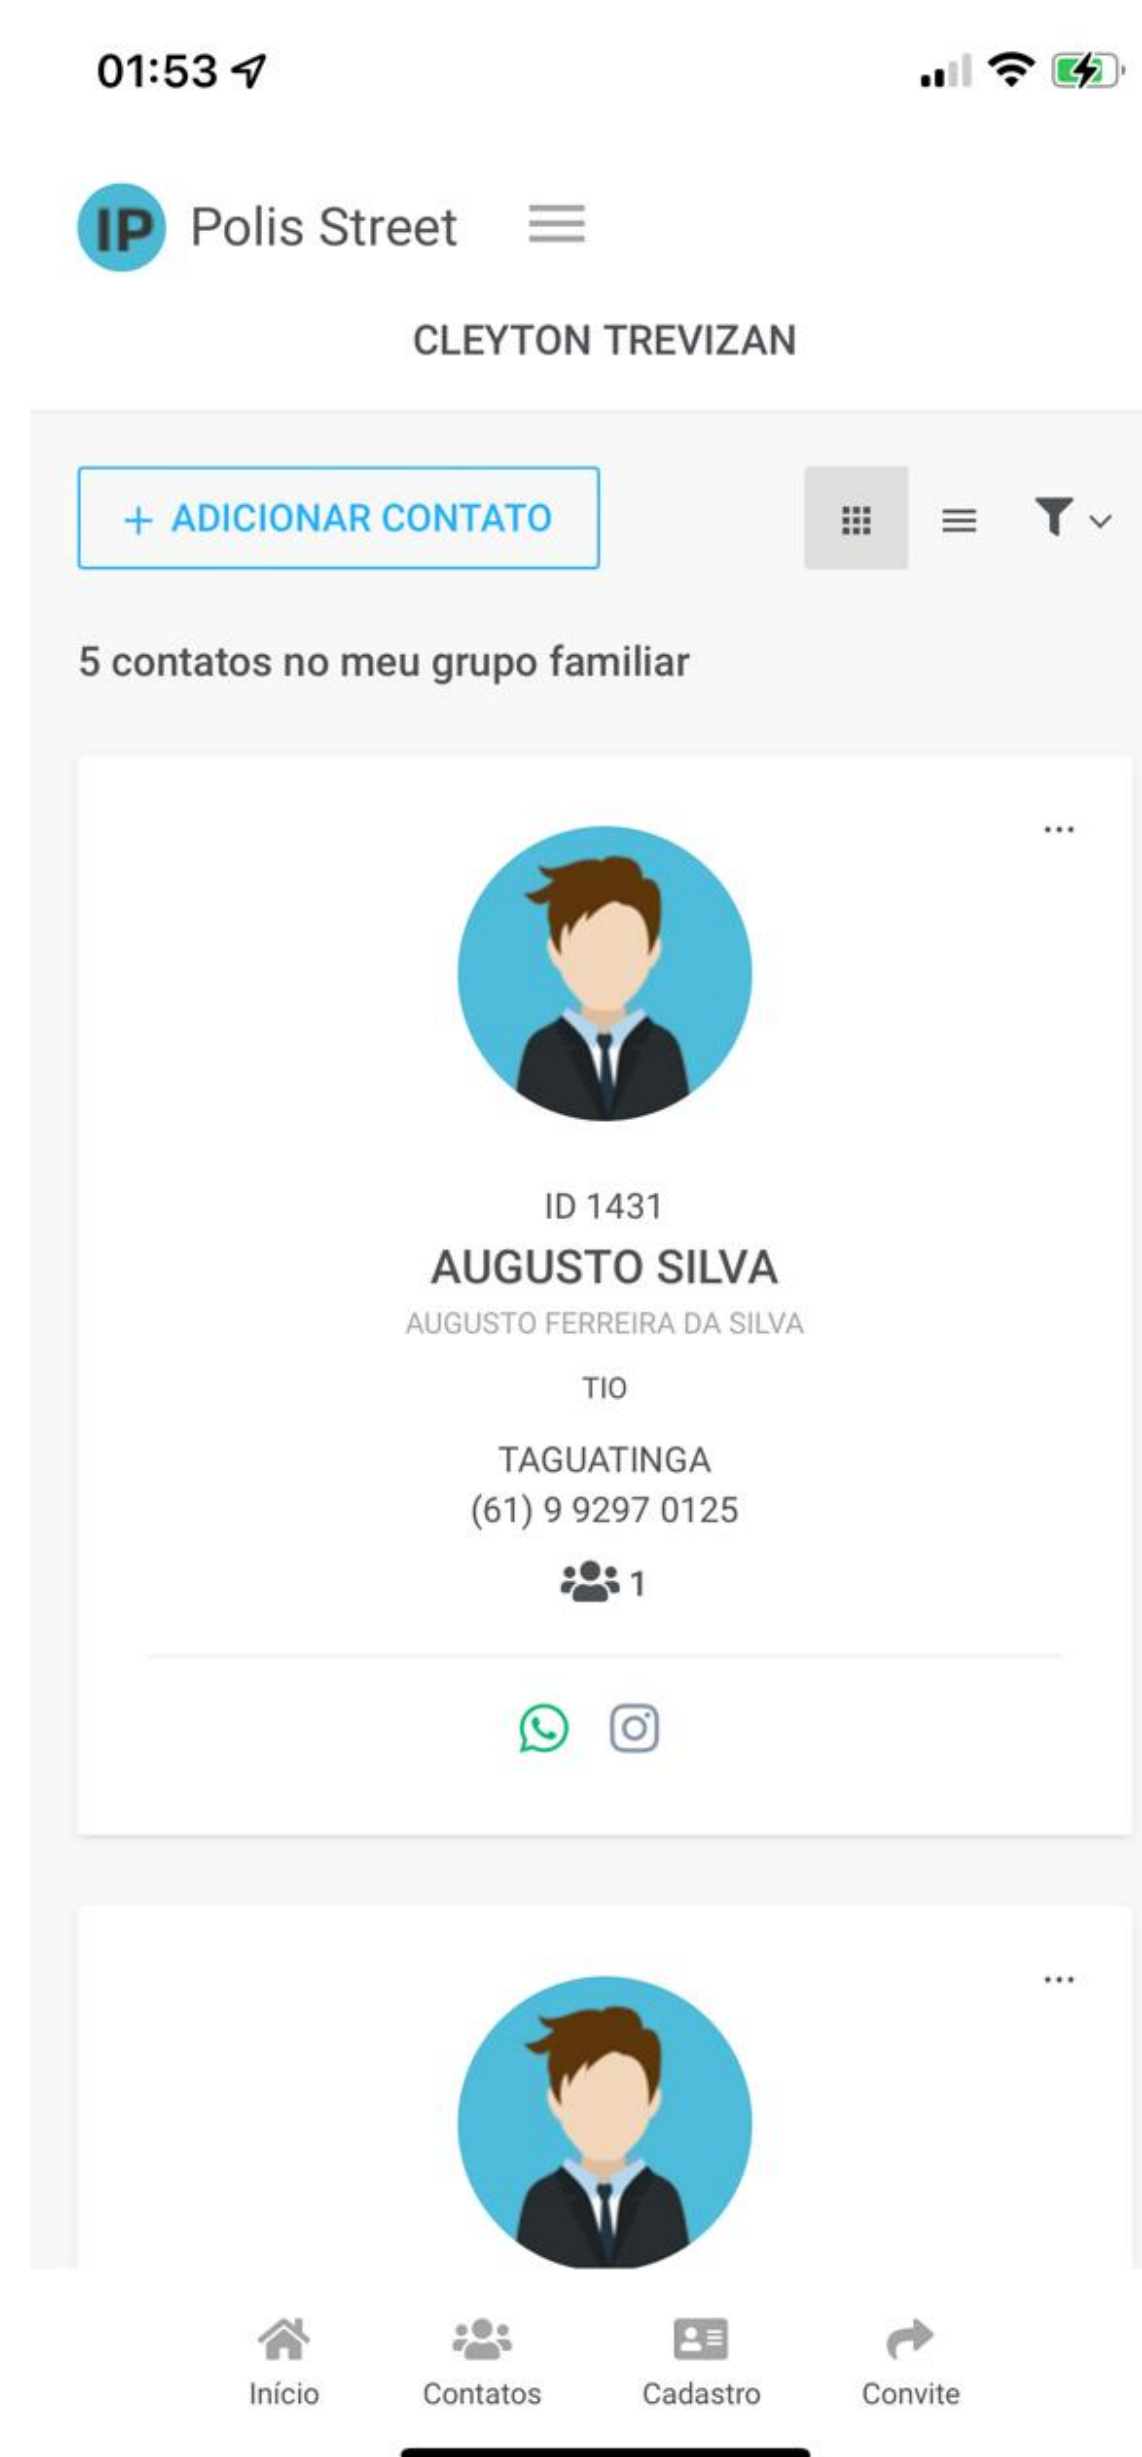 01:53
IP Polis Street
CLEYTON TREVIZAN
+ ADICIONAR CONTATO
5 contatos no meu grupo familiar
ID 1431
AUGUSTO SILVA
AUGUSTO FERREIRA DA SILVA
TIO
TAGUATINGA
(61) 9 9297 0125
1
Início Contatos Cadastro Convite